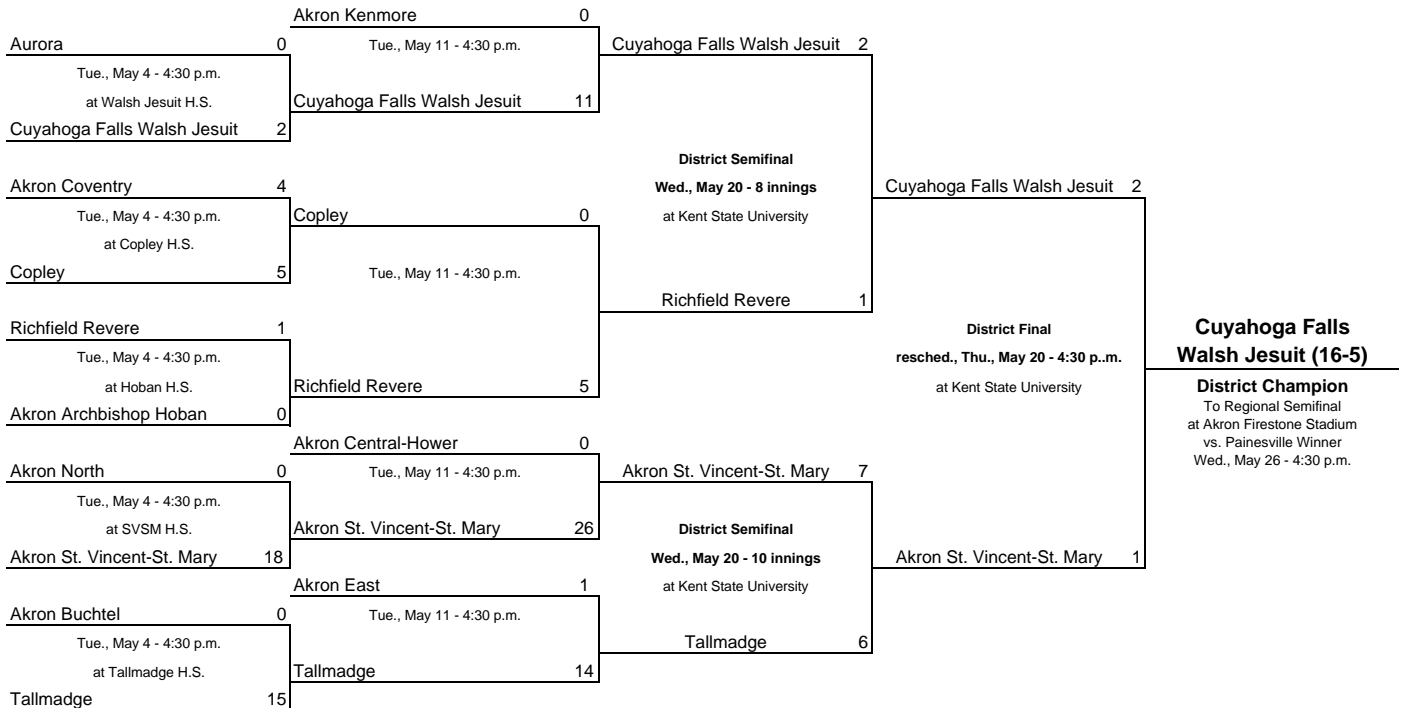 Akron Kenmore 0
Aurora 0
Tue., May 11 - 4:30 p.m.
Cuyahoga Falls Walsh Jesuit 2
Tue., May 4 - 4:30 p.m.
at Walsh Jesuit H.S.
Cuyahoga Falls Walsh Jesuit 11
Cuyahoga Falls Walsh Jesuit 2
District Semifinal
Akron Coventry 4
Wed., May 20 - 8 innings
Cuyahoga Falls Walsh Jesuit 2
Tue., May 4 - 4:30 p.m.
Copley 0
at Kent State University
at Copley H.S.
Copley 5
Tue., May 11 - 4:30 p.m.
Richfield Revere 1
Richfield Revere 1
District Final
Cuyahoga Falls
Tue., May 4 - 4:30 p.m.
resched., Thu., May 20 - 4:30 p..m.
Walsh Jesuit (16-5)
at Hoban H.S.
Richfield Revere 5
at Kent State University
District Champion
Akron Archbishop Hoban 0
To Regional Semifinal
at Akron Firestone Stadium
Akron Central-Hower 0
vs. Painesville Winner
Wed., May 26 - 4:30 p.m.
Akron North 0
Tue., May 11 - 4:30 p.m.
Akron St. Vincent-St. Mary 7
Tue., May 4 - 4:30 p.m.
at SVSM H.S.
Akron St. Vincent-St. Mary 26
District Semifinal
Akron St. Vincent-St. Mary 18
Wed., May 20 - 10 innings
Akron St. Vincent-St. Mary 1
Akron East 1
at Kent State University
Akron Buchtel 0
Tue., May 11 - 4:30 p.m.
Tue., May 4 - 4:30 p.m.
Tallmadge 6
at Tallmadge H.S.
Tallmadge 14
Tallmadge 15